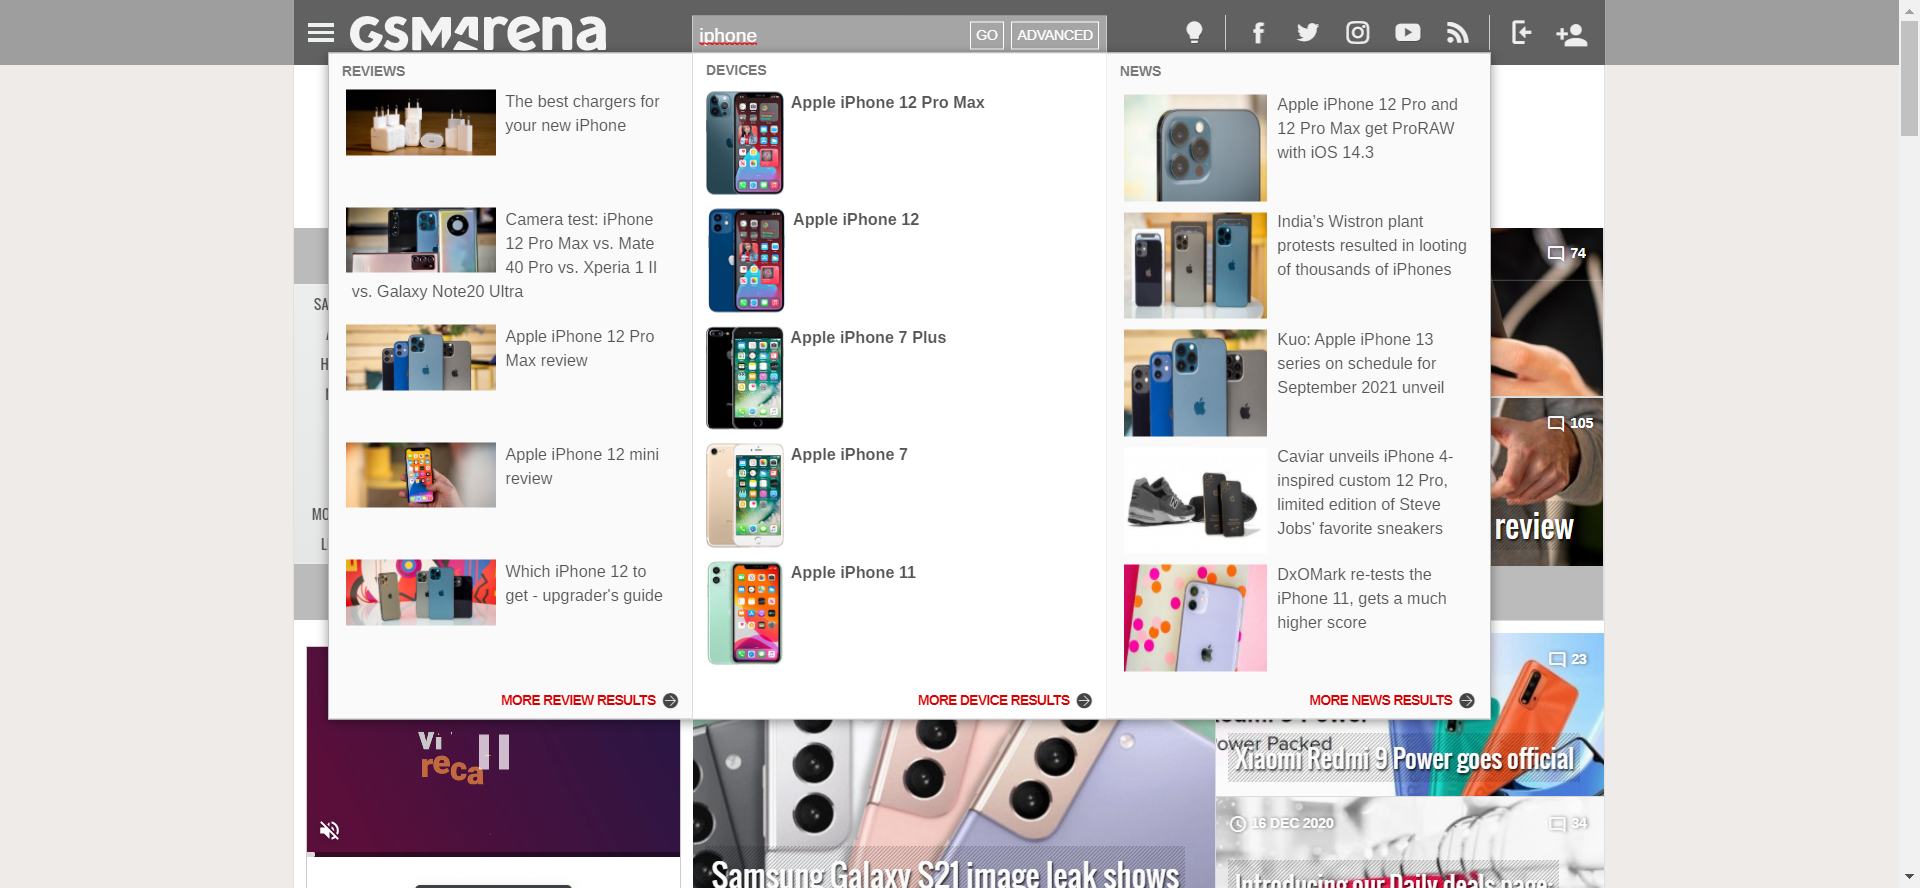 GSMArena
iphone
GO
ADVANCED
REVIEWS
The best chargers for
your new iPhone
Camera test: iPhone
12 Pro Max vs. Mate
40 Pro vs. Xperia 1 II
vs. Galaxy Note20 Ultra
Apple iPhone 12 Pro
Max review
Apple iPhone 12 mini
review
Which iPhone 12 to
get - upgrader's guide
MORE REVIEW RESULTS
DEVICES
Apple iPhone 12 Pro Max
Apple iPhone 12
Apple iPhone 7 Plus
Apple iPhone 7
Apple iPhone 11
MORE DEVICE RESULTS
NEWS
Apple iPhone 12 Pro and
12 Pro Max get ProRAW
with iOS 14.3
India's Wistron plant
protests resulted in looting
of thousands of iPhones
Kuo: Apple iPhone 13
series on schedule for
September 2021 unveil
Caviar unveils iPhone 4-
inspired custom 12 Pro,
limited edition of Steve
Jobs' favorite sneakers
DxOMark re-tests the
iPhone 11, gets a much
higher score
MORE NEWS RESULTS
SA
H
MO
L
74
105
review
23
ower Packed
Xiaomi Redmi 9 Power goes official
reca
Samsung Galaxy S21 image leak shows
16 DEC 2020
34
Introducing our Daily deals page: